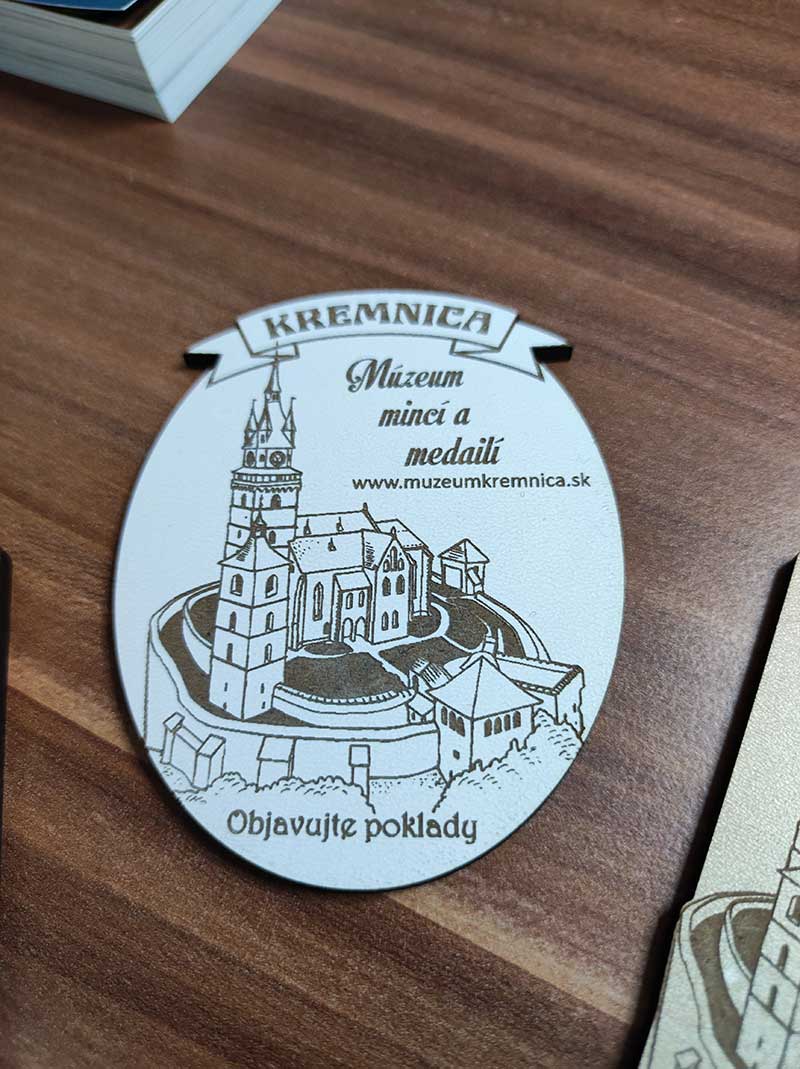 KREMNICA
Múzeum
mincí a
medailí
www.muzeumkremnica.sk
Objavujte poklady